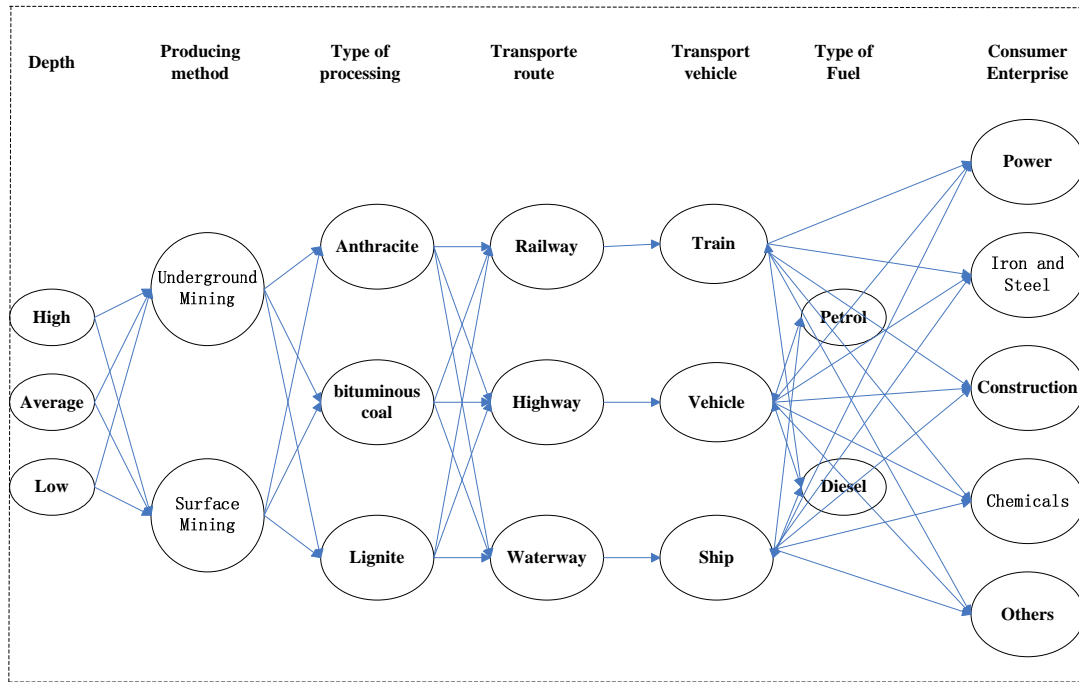 Depth
Producing
method
Type of
processing
Transporte
route
Transport
vehicle
Type of
Fuel
Consumer
Enterprise
High
Average
Low
Underground
Mining
Surface
Mining
Anthracite
bituminous
coal
Lignite
Railway
Highway
Waterway
Train
Vehicle
Ship
Petrol
Diesel
Power
Iron and
Steel
Construction
Chemicals
Others